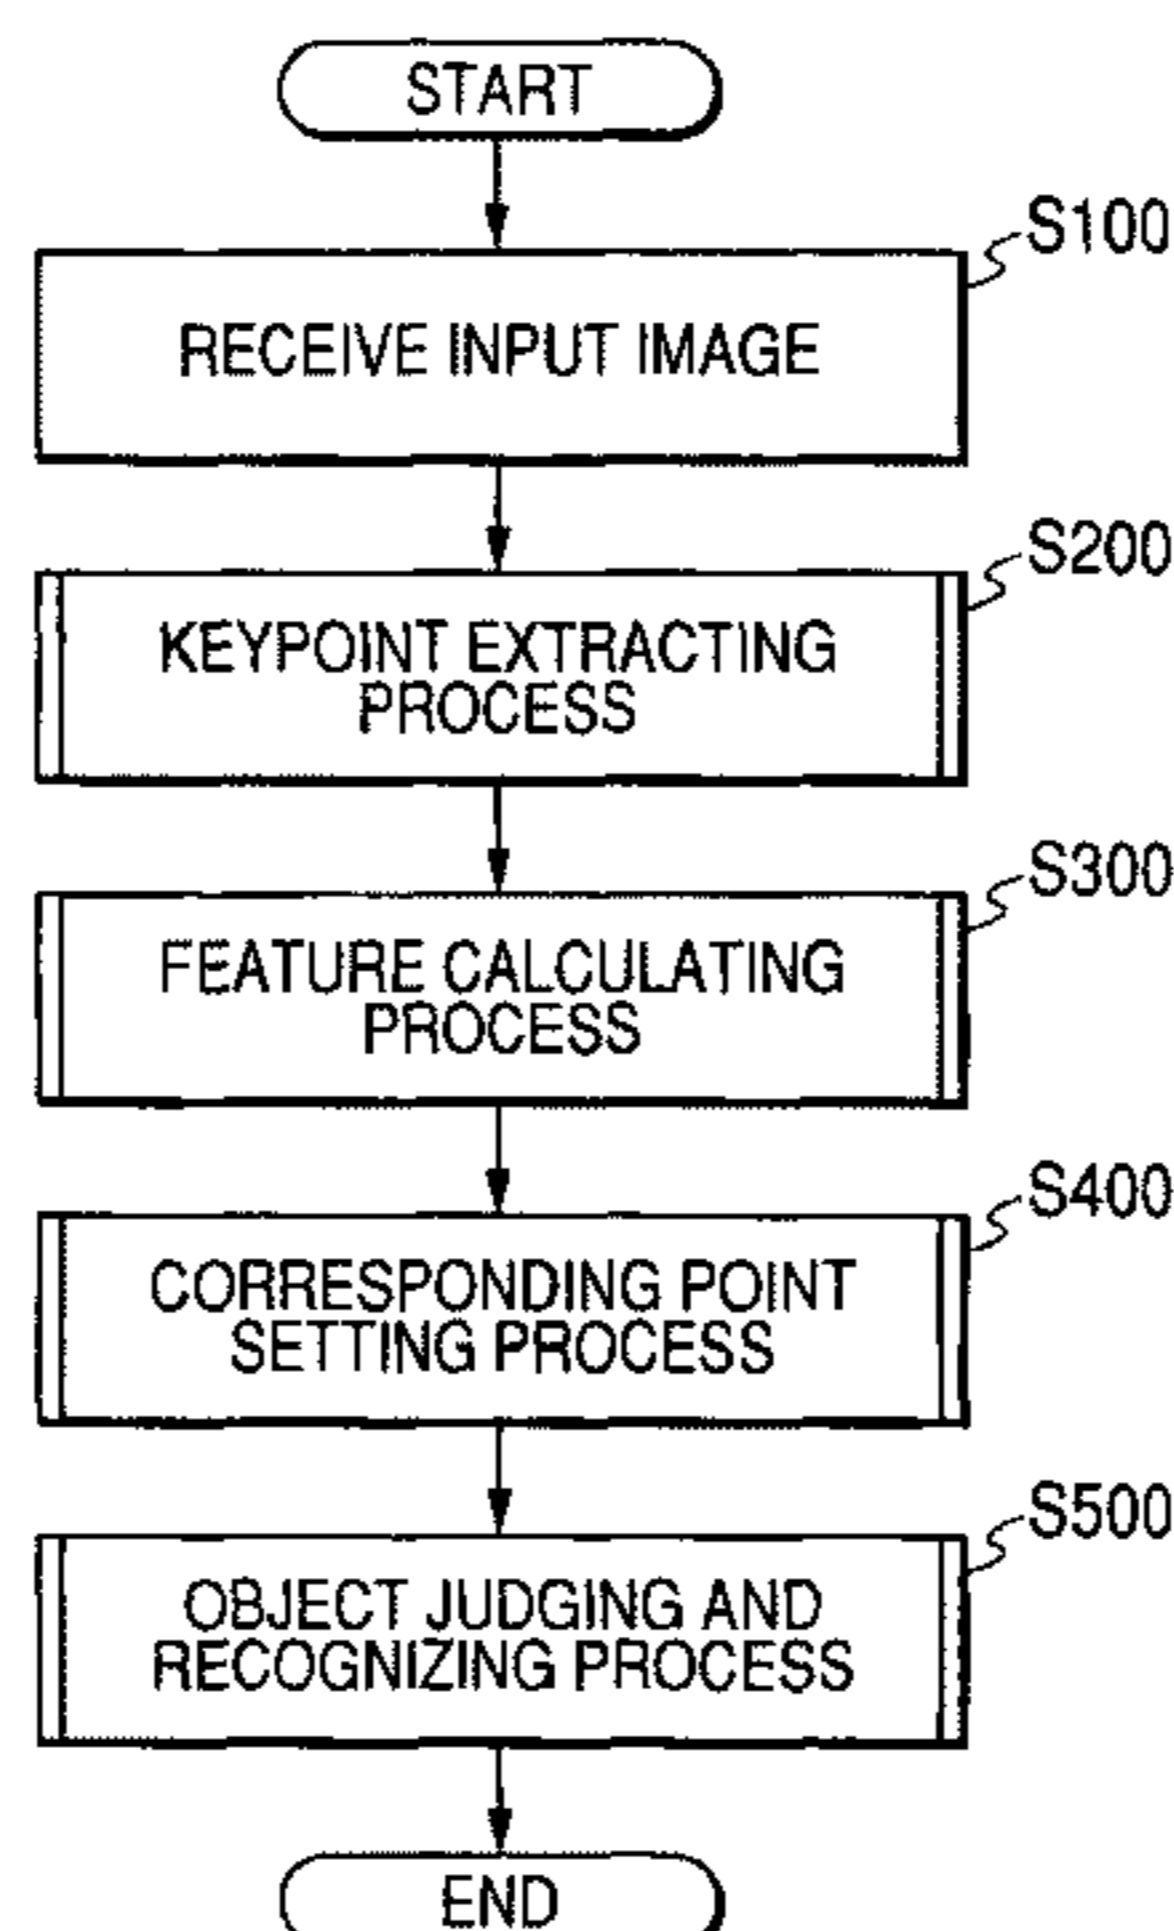 START
S100
RECEIVE INPUT IMAGE
S200
KEYPOINT EXTRACTING
PROCESS
S300
FEATURE CALCULATING
PROCESS
S400
CORRESPONDING POINT
SETTING PROCESS
S500
OBJECT JUDGING AND
RECOGNIZING PROCESS
END